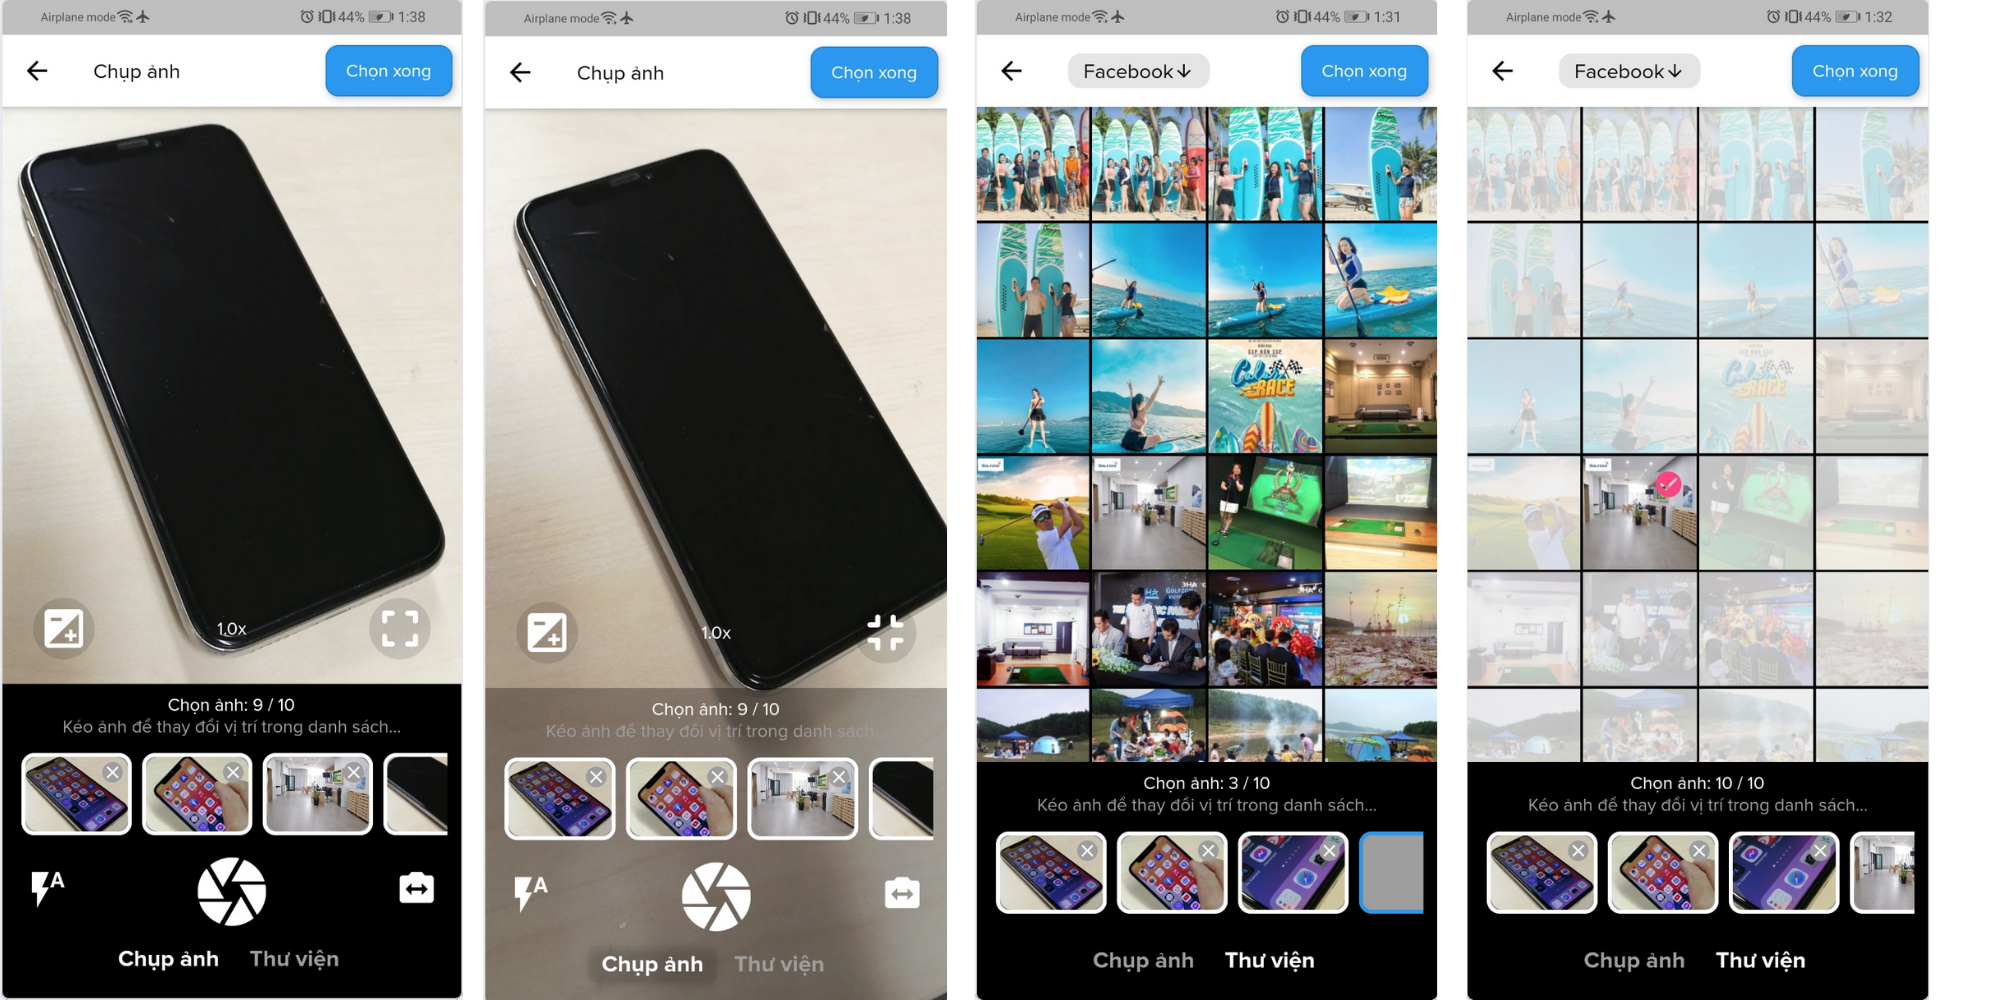 Airplane mode 44% 1:38
Chụp ảnh Chọn xong
1.0x
Chọn ảnh: 9 / 10
Kéo ảnh để thay đổi vị trí trong danh sách...
A
Chụp ảnh Thư viện
Airplane mode 44% 1:38
Chụp ảnh Chọn xong
1.0x
Chọn ảnh: 9 / 10
Kéo ảnh để thay đổi vị trí trong danh sách...
A
Chụp ảnh Thư viện
Airplane mode 44% 1:31
Facebook Chọn xong
RACE
Chọn ảnh: 3 / 10
Kéo ảnh để thay đổi vị trí trong danh sách...
Chụp ảnh Thư viện
Airplane mode 44% 1:32
Facebook Chọn xong
RACE
Chọn ảnh: 10 / 10
Kéo ảnh để thay đổi vị trí trong danh sách...
Chụp ảnh Thư viện